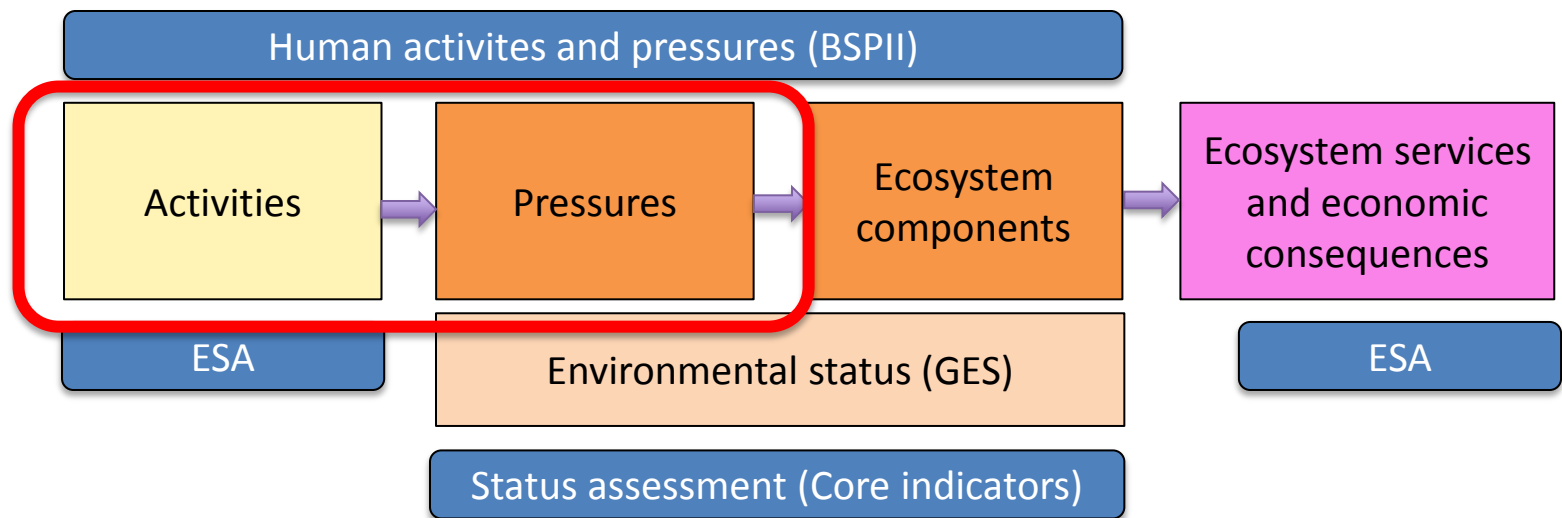 Human activites and pressures (BSPII)
Activities
Pressures
Ecosystem
components
Ecosystem services
and economic
consequences
ESA
Environmental status (GES)
ESA
Status assessment (Core indicators)